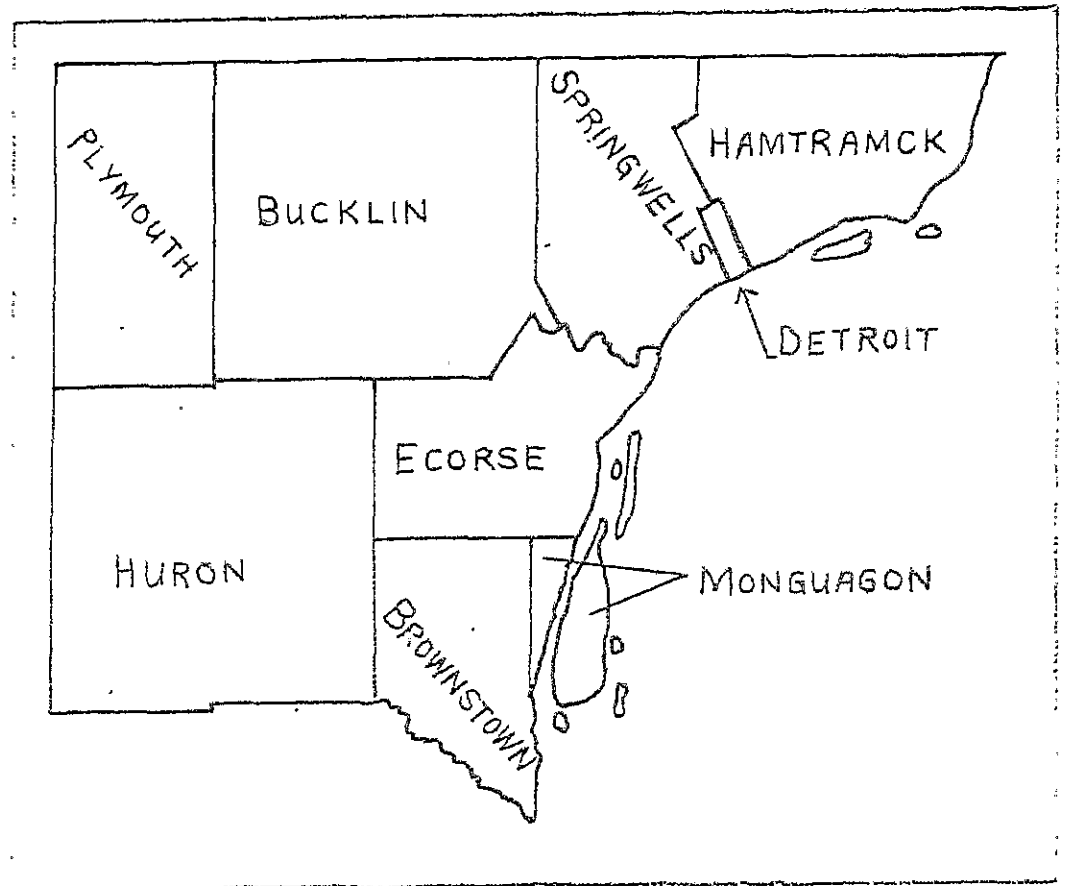 PLYMOUTH
BUCKLIN
SPRINGWELLS
HAMTRAMCK
DETROIT
ECORSE
HURON
MONGUAGON
BROWNSTOWN